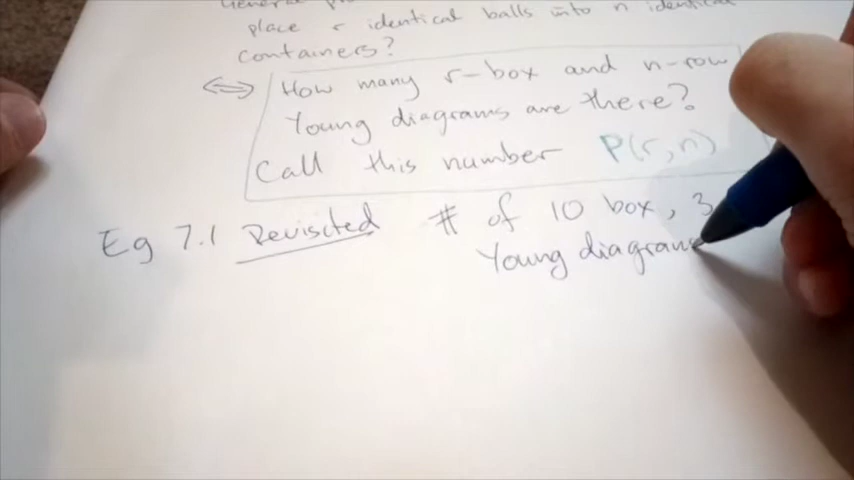 General
place r identical balls into n identical
containers?
⇔ How many r-box and n-row
Young diagrams are there?
Call this number P(r,n)
Eg 7.1 Revisited # of 10 box, 3
Young diagrams